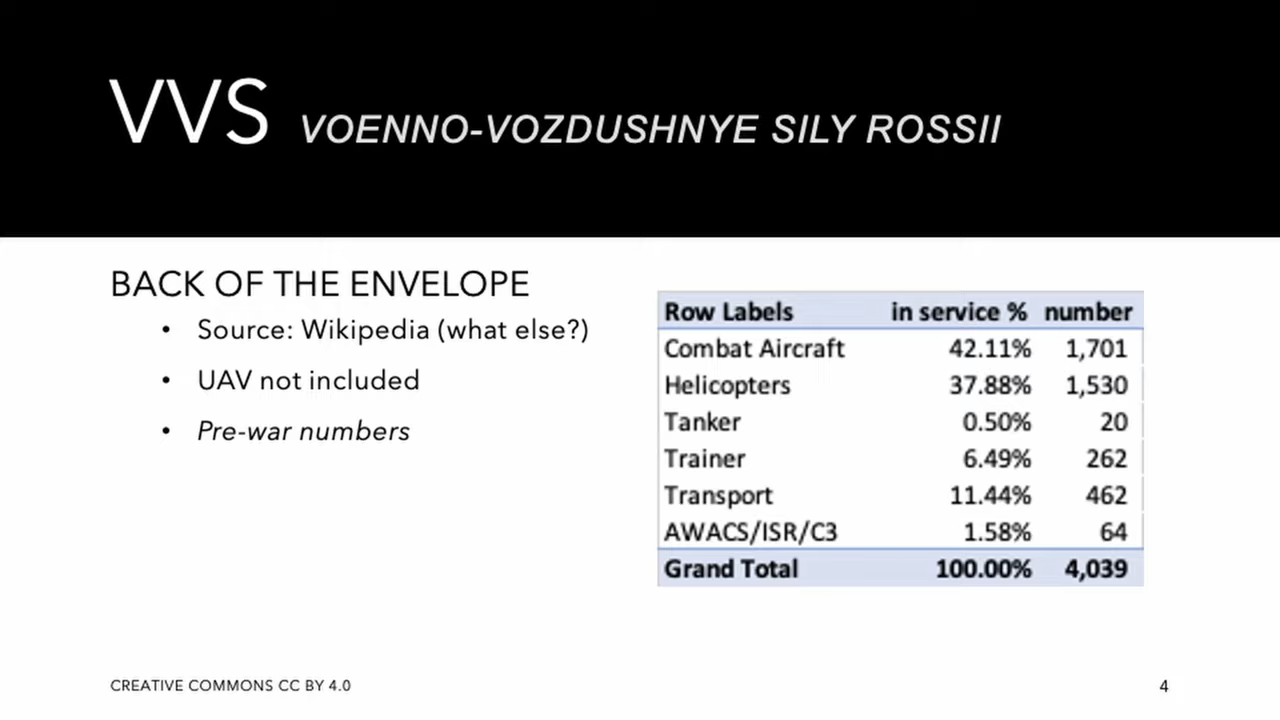 VVS VOENNO-VOZDUSHNYE SILY ROSSII
BACK OF THE ENVELOPE
• Source: Wikipedia (what else?)
• UAV not included
• Pre-war numbers
Row Labels in service % number
Combat Aircraft 42.11% 1,701
Helicopters 37.88% 1,530
Tanker 0.50% 20
Trainer 6.49% 262
Transport 11.44% 462
AWACS/ISR/C3 1.58% 64
Grand Total 100.00% 4,039
CREATIVE COMMONS CC BY 4.0
4